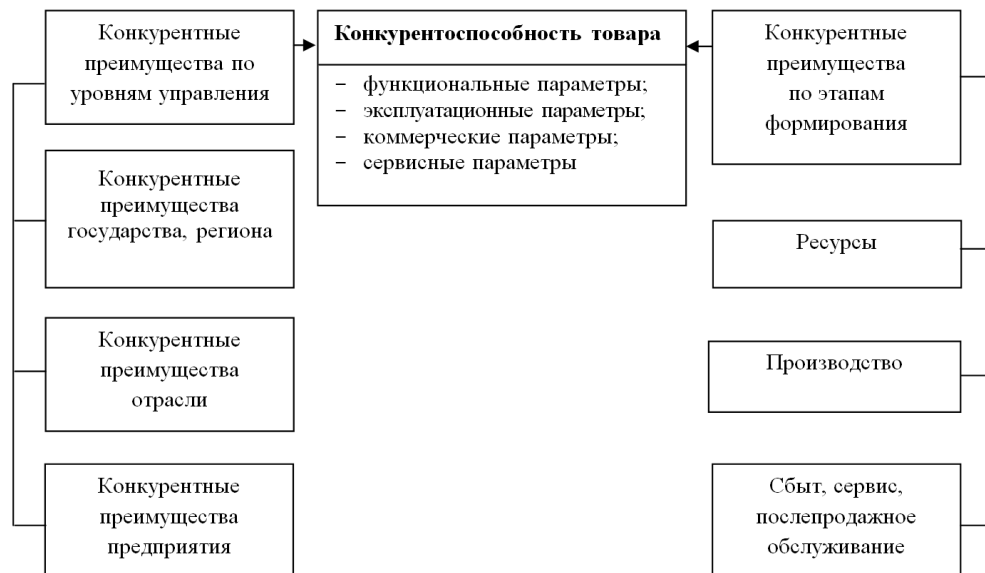 Конкурентные
преимущества по
уровням управления
Конкурентоспособность товара
– функциональные параметры;
– эксплуатационные параметры;
– коммерческие параметры;
– сервисные параметры
Конкурентные
преимущества
по этапам
формирования
Конкурентные
преимущества
государства, региона
Ресурсы
Конкурентные
преимущества
отрасли
Производство
Конкурентные
преимущества
предприятия
Сбыт, сервис,
послепродажное
обслуживание